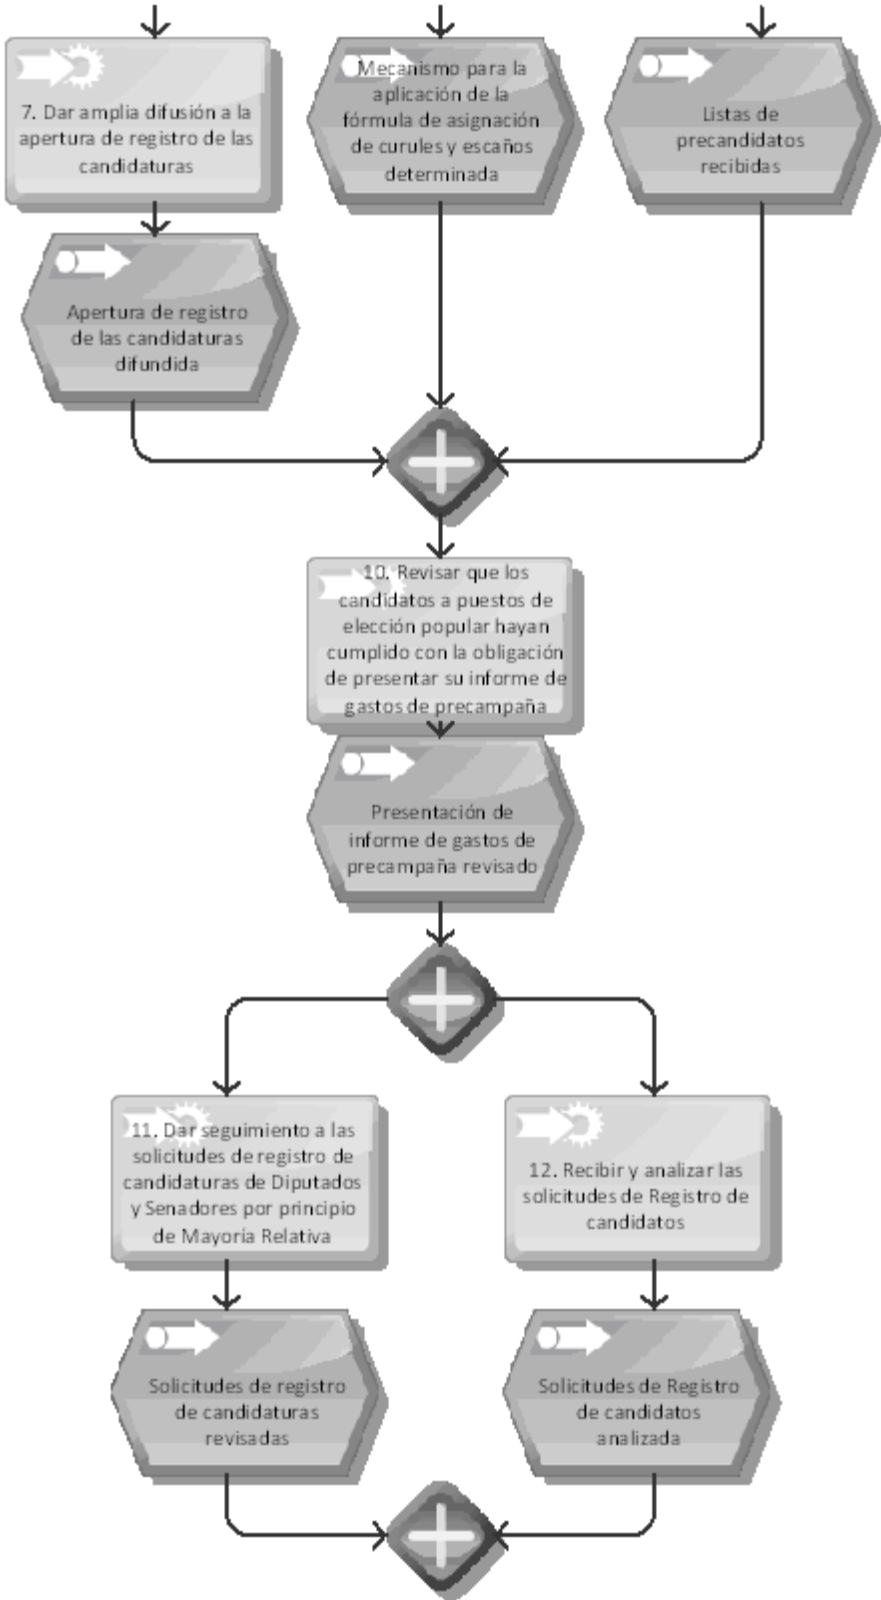 7. Dar amplia difusión a la
apertura de registro de las
candidaturas
Mecanismo para la
aplicación de la
fórmula de asignación
de curules y escaños
determinada
Listas de
precandidatos
recibidas
Apertura de registro
de las candidaturas
difundida
10. Revisar que los
candidatos a puestos de
elección popular hayan
cumplido con la obligación
de presentar su informe de
gastos de precampaña
Presentación de
informe de gastos de
precampaña revisado
11. Dar seguimiento a las
solicitudes de registro de
candidaturas de Diputados
y Senadores por principio
de Mayoría Relativa
12. Recibir y analizar las
solicitudes de Registro de
candidatos
Solicitudes de registro
de candidaturas
revisadas
Solicitudes de Registro
de candidatos
analizada